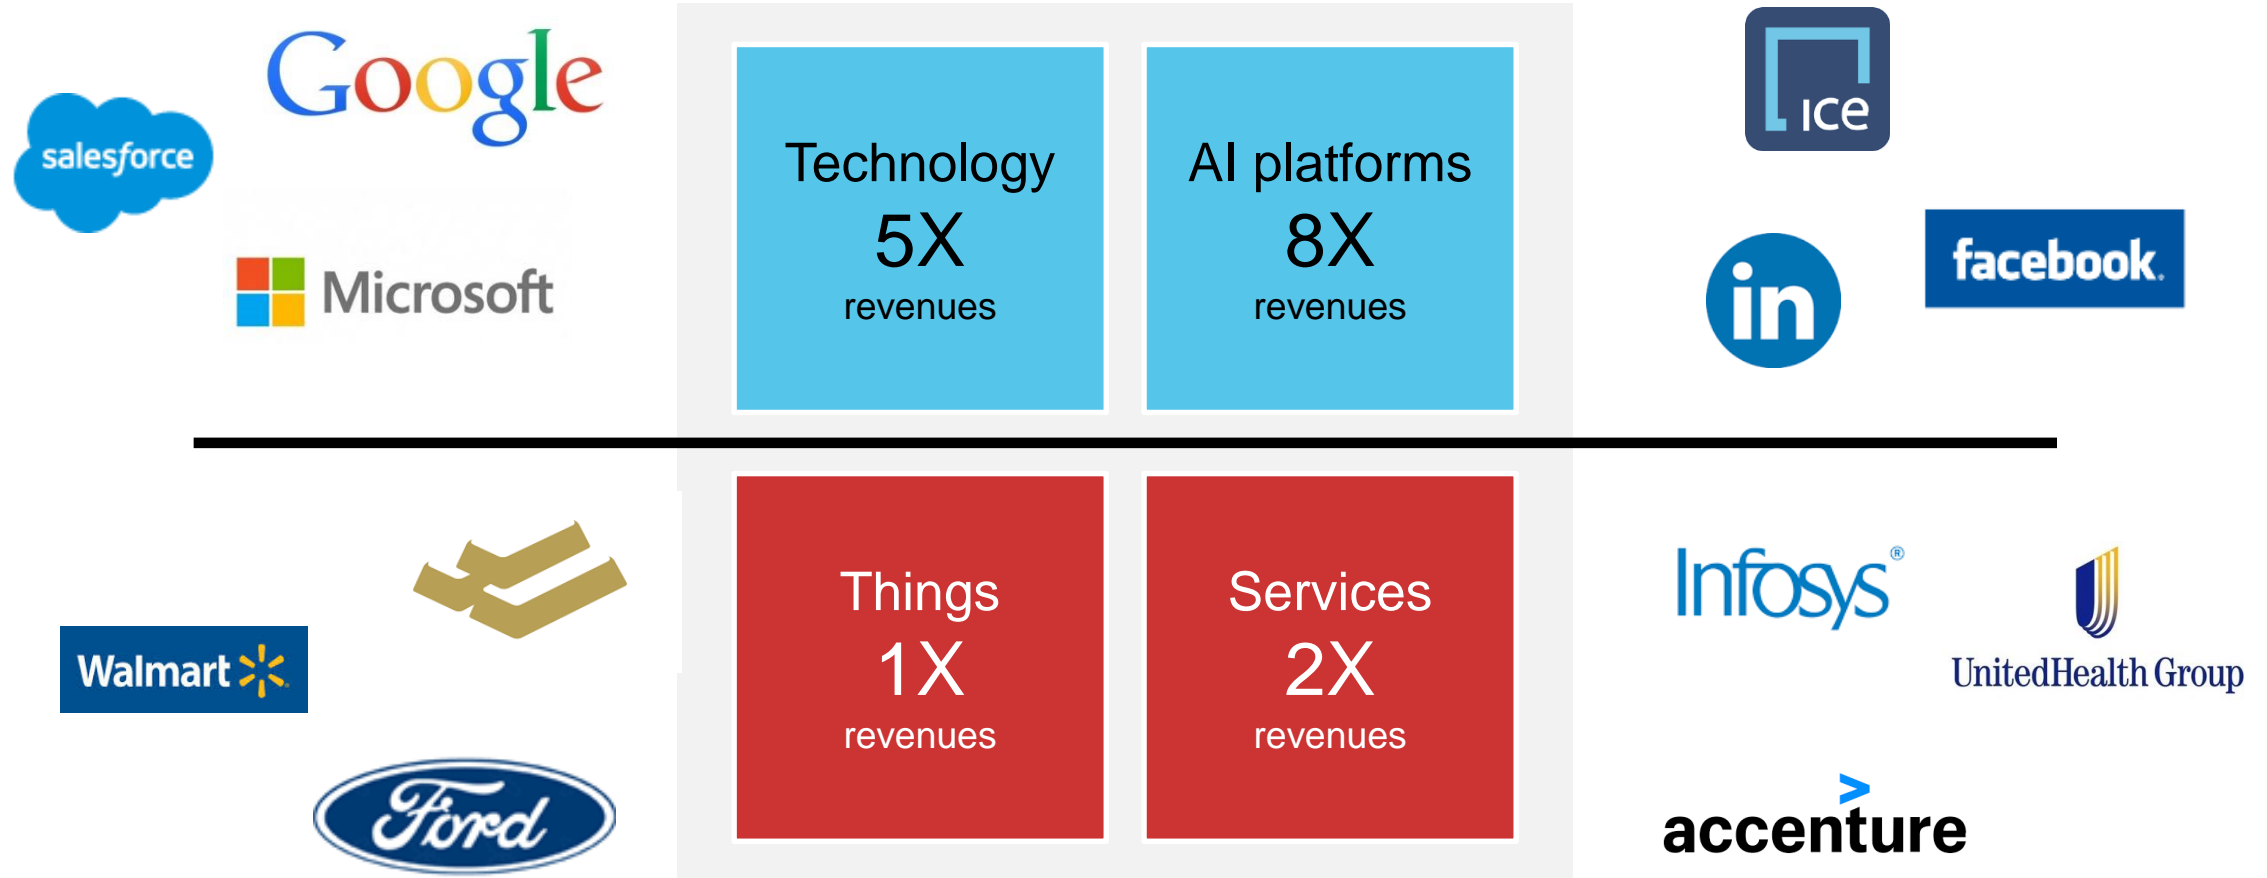 Google
salesforce
Microsoft
Technology
5X
revenues
AI platforms
8X
revenues
ice
in
facebook.
Walmart
Ford
Things
1X
revenues
Services
2X
revenues
Infosys®
UnitedHealth Group
>
accenture